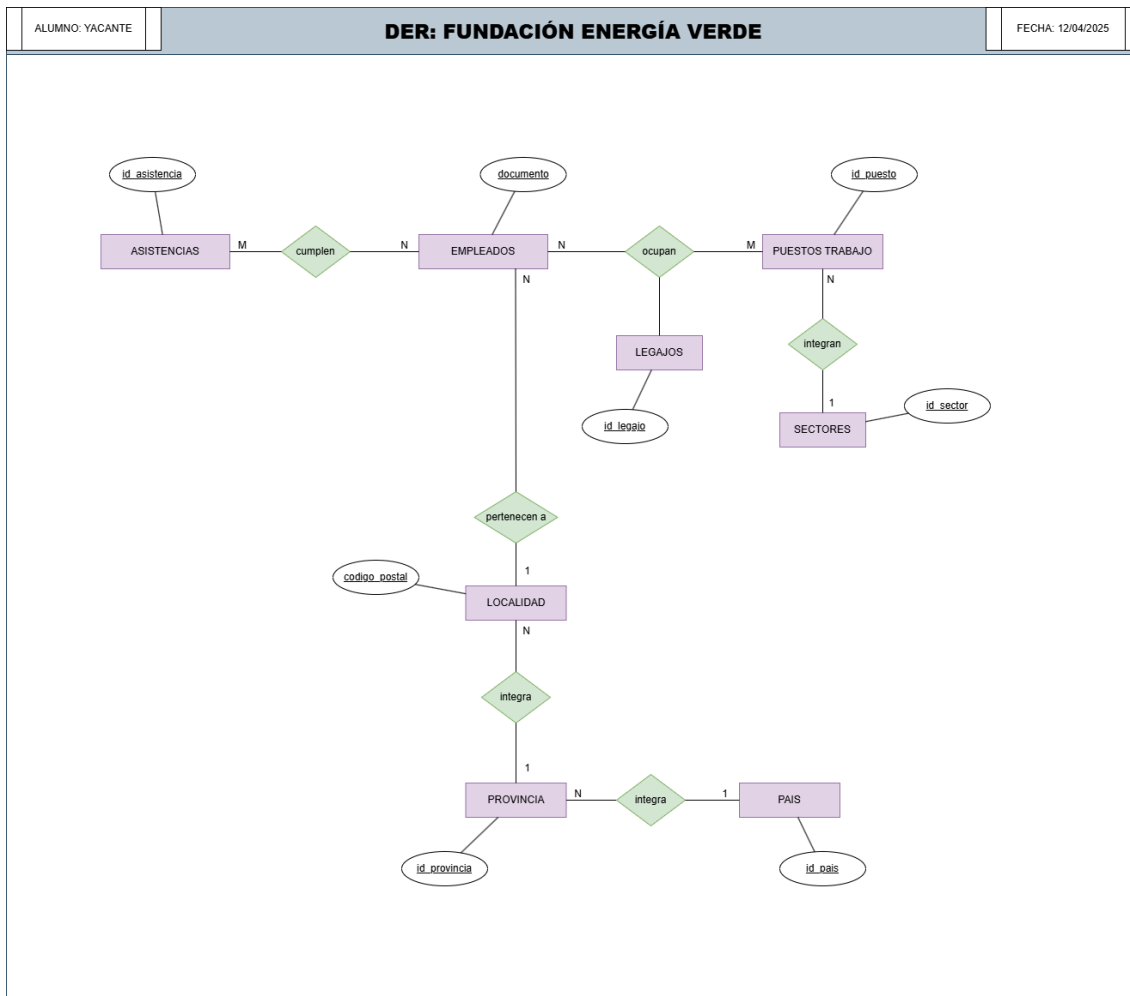 ALUMNO: YACANTE
DER: FUNDACIÓN ENERGÍA VERDE
FECHA: 12/04/2025
id_asistencia
documento
id_puesto
ASISTENCIAS
M
cumplen
N
EMPLEADOS
N
ocupan
M
PUESTOS TRABAJO
N
N
LEGAJOS
integran
id_legajo
1
id_sector
SECTORES
pertenecen a
1
codigo_postal
LOCALIDAD
N
integra
1
PROVINCIA
N
integra
1
PAIS
id_provincia
id_pais